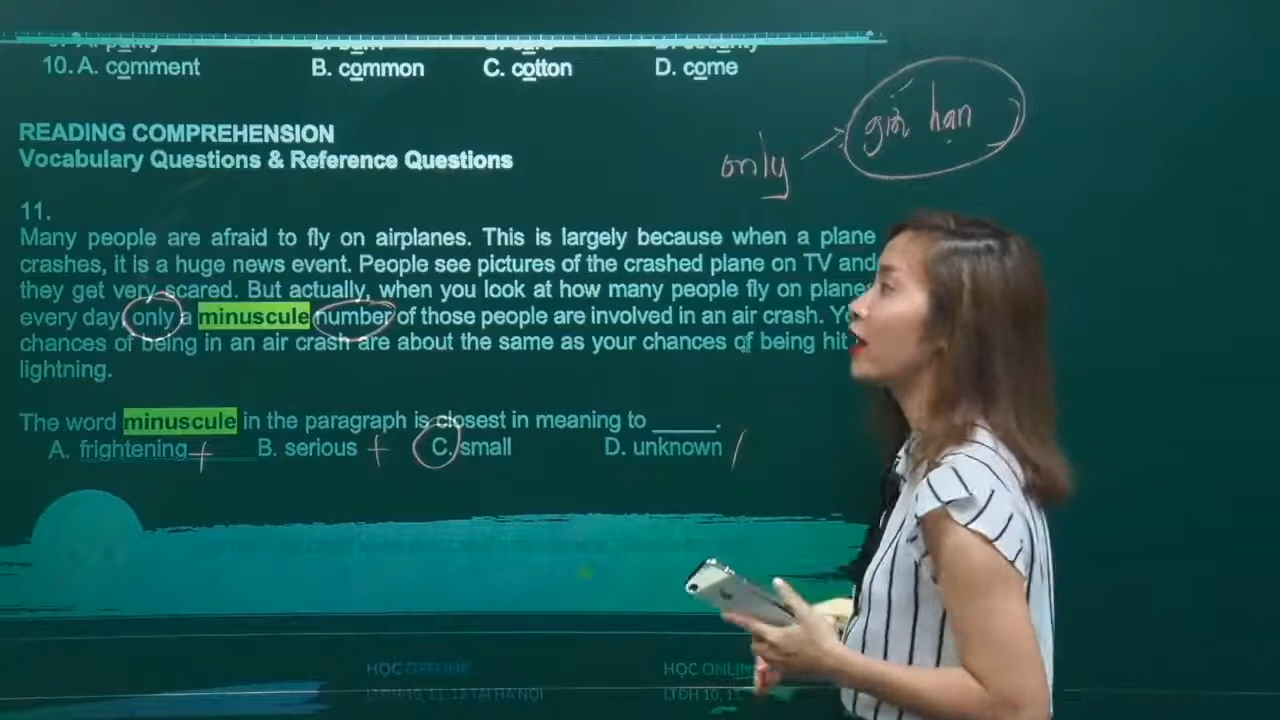 10. A. comment B. common C. cotton D. come
giới hạn
only
READING COMPREHENSION
Vocabulary Questions & Reference Questions
11.
Many people are afraid to fly on airplanes. This is largely because when a plane
crashes, it is a huge news event. People see pictures of the crashed plane on TV and
they get very scared. But actually, when you look at how many people fly on plane
every day only a minuscule number of those people are involved in an air crash.
chances of being in an air crash are about the same as your chances of being hit
lightning.
The word minuscule in the paragraph is closest in meaning to _____.
A. frightening B. serious C. small D. unknown
HỌC OFFLINE HỌC ONLINE